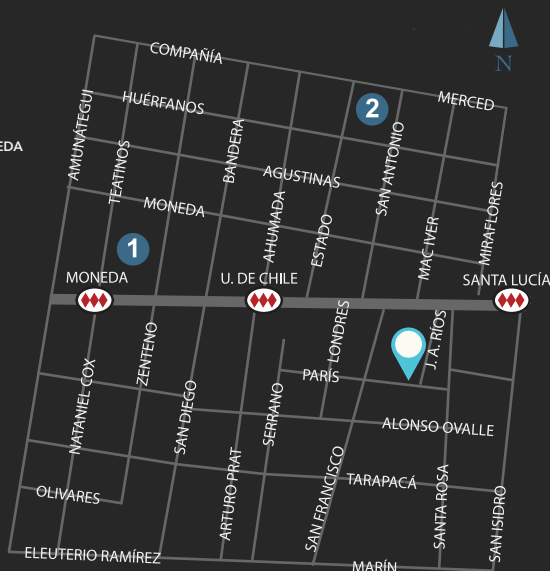 COMPAÑÍA
N
MERCED
HUÉRFANOS
2
AMUNÁTEGUI
TEATINOS
BANDERA
SAN ANTONIO
EDA
AGUSTINAS
MONEDA
AHUMADA
ESTADO
MAC IVER
MIRAFLORES
1
MONEDA
U. DE CHILE
SANTA LUCÍA
LONDRES
J. A. RÍOS
ZENTENO
PARÍS
NATANIEL COX
SAN DIEGO
SERRANO
ALONSO OVALLE
ARTURO PRAT
SAN FRANCISCO
TARAPACÁ
SANTA ROSA
SAN ISIDRO
OLIVARES
ELEUTERIO RAMÍREZ
MARÍN